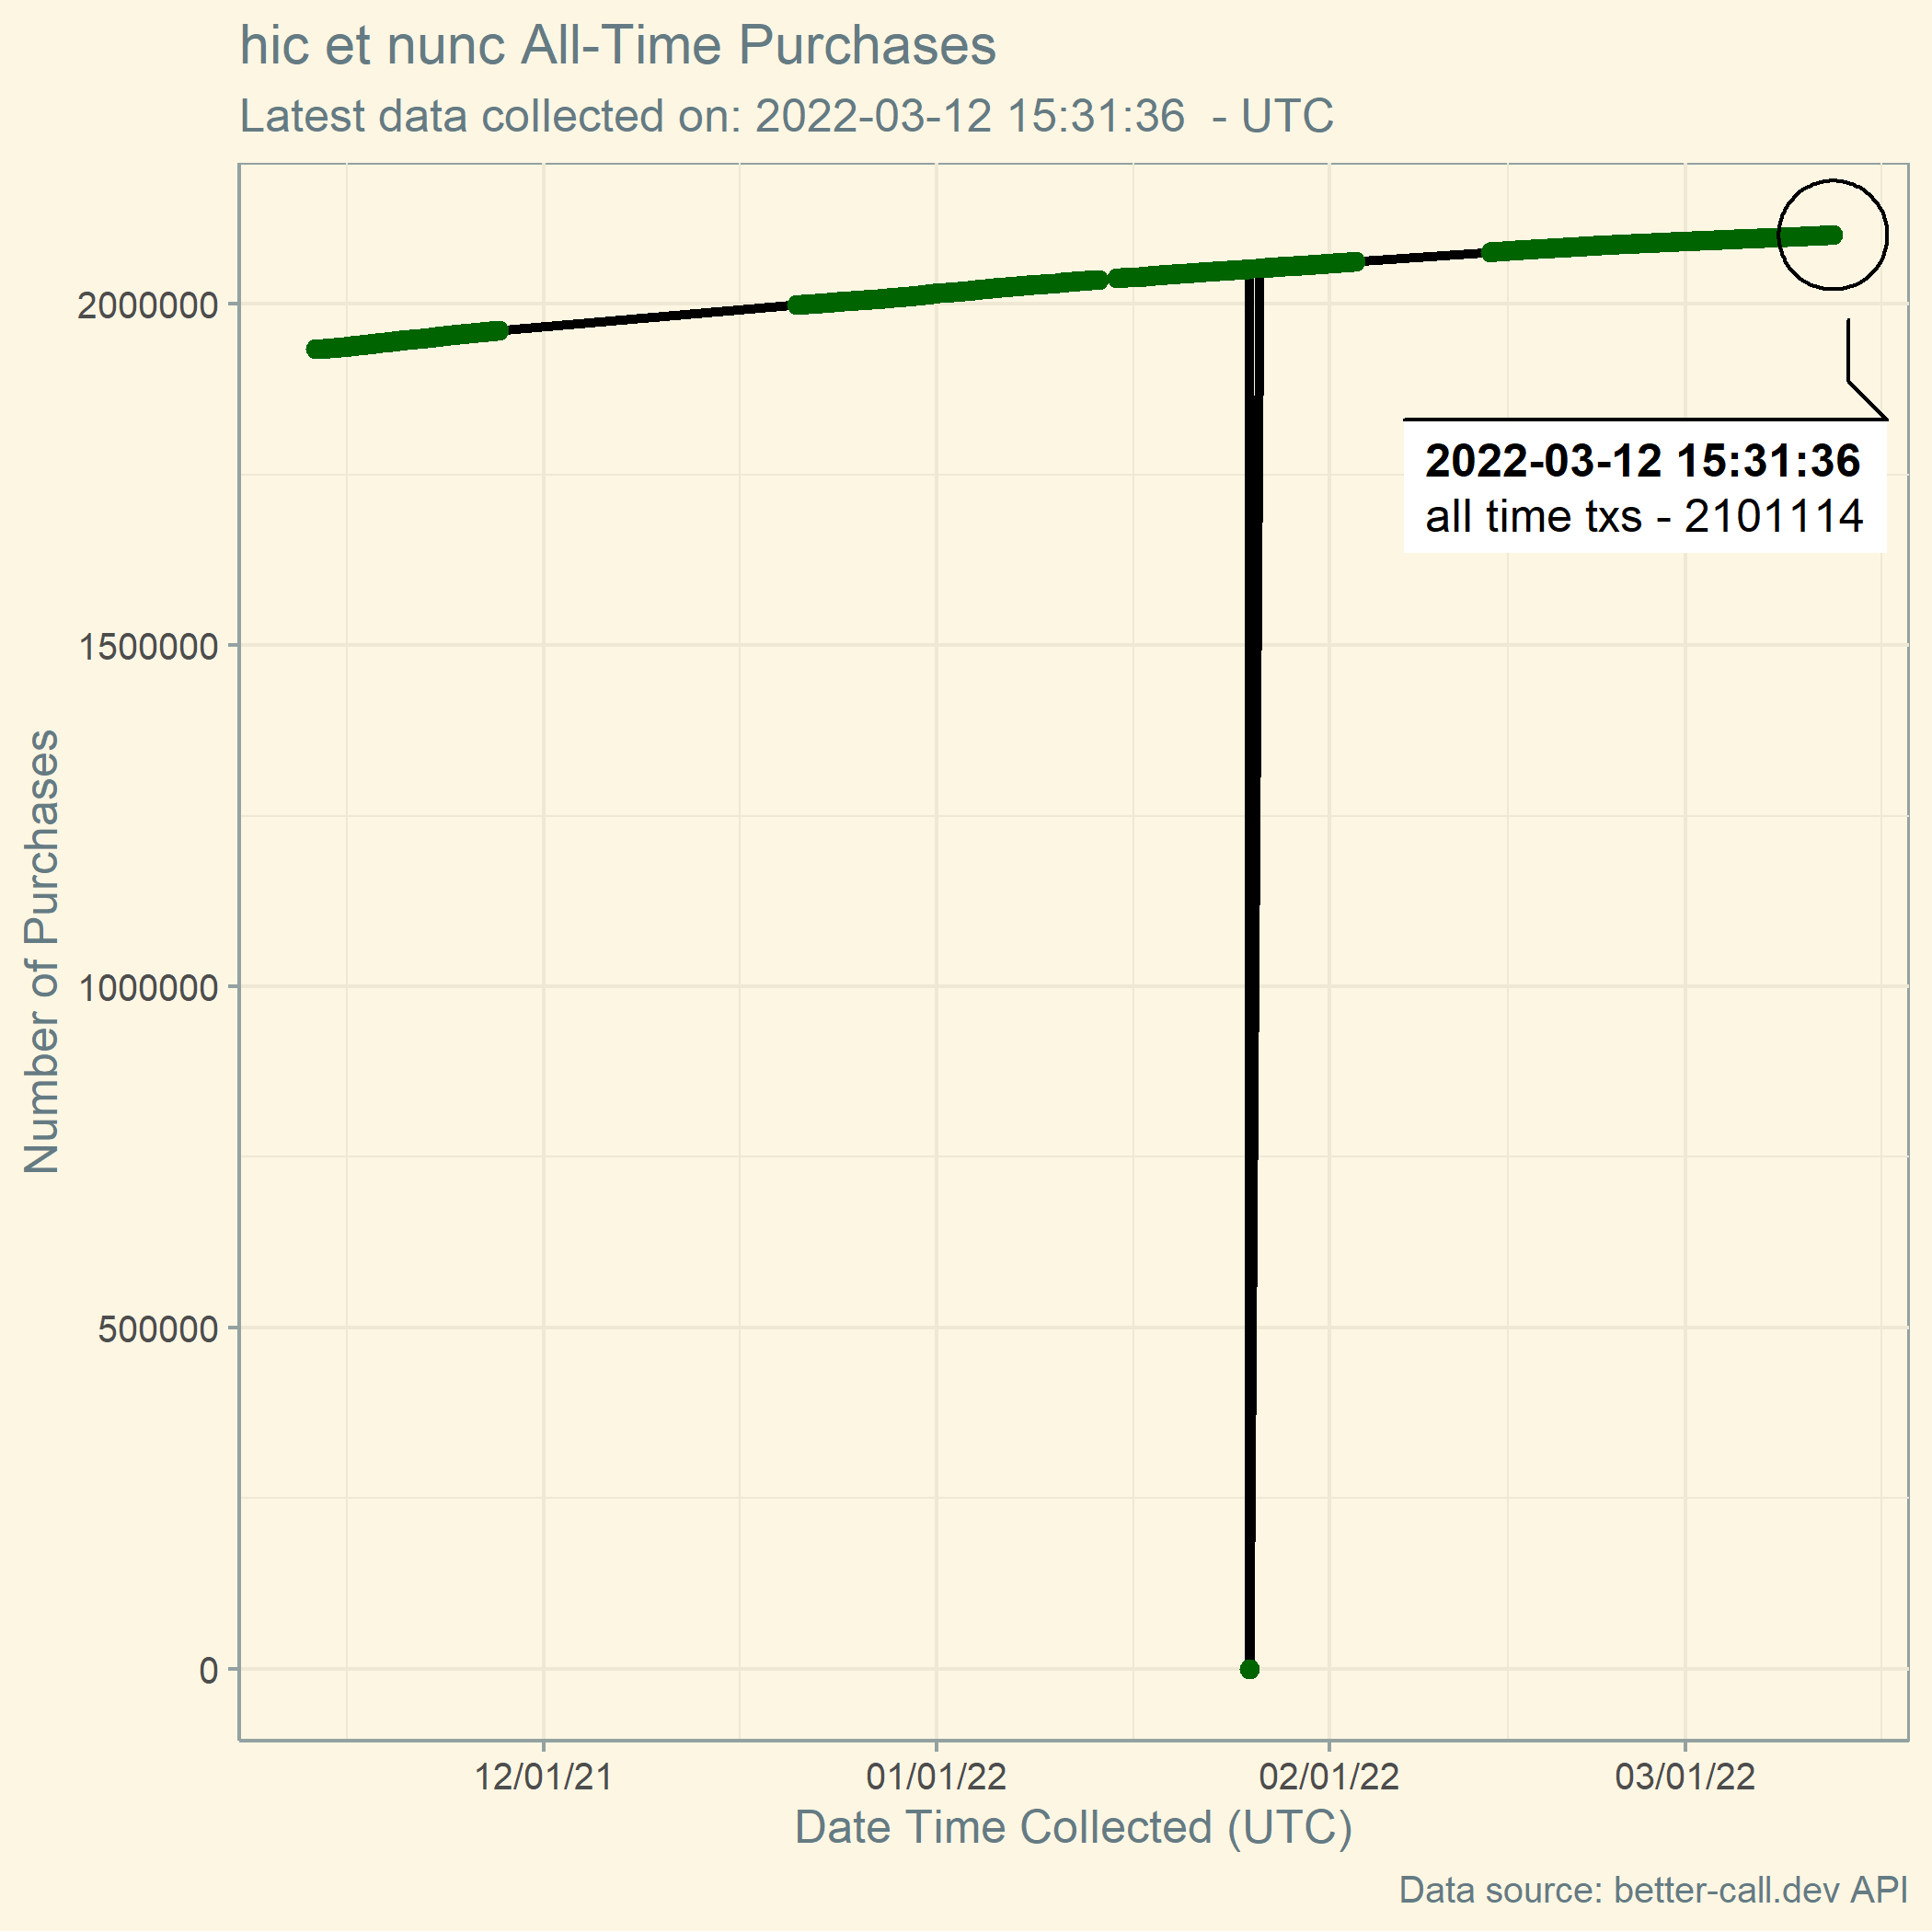 hic et nunc All-Time Purchases
Latest data collected on: 2022-03-12 15:31:36  - UTC
2022-03-12 15:31:36
all time txs - 2101114
Number of Purchases
2000000
1500000
1000000
500000
0
12/01/21
01/01/22
02/01/22
03/01/22
Date Time Collected (UTC)
Data source: better-call.dev API